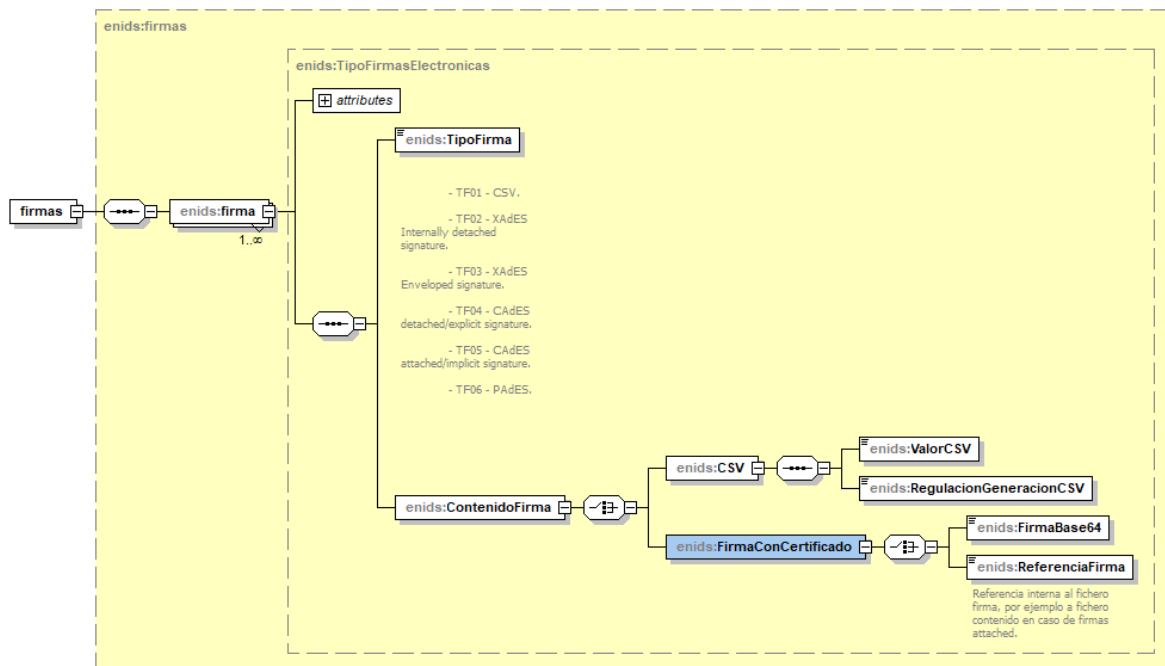 enids:firmas
enids:TipoFirmasElectronicas
attributes
enids:TipoFirma
- TF01 - CSV.
- TF02 - XAdES
Internally detached
signature.
- TF03 - XAdES
Enveloped signature.
- TF04 - CAdES
detached/explicit signature.
- TF05 - CAdES
attached/implicit signature.
- TF06 - PAdES.
firmas
enids:firma
1..∞
enids:ContenidoFirma
enids:CSV
enids:ValorCSV
enids:RegulacionGeneracionCSV
enids:FirmaConCertificado
enids:FirmaBase64
enids:ReferenciaFirma
Referencia interna al fichero
firma, por ejemplo a fichero
contenido en caso de firmas
attached.